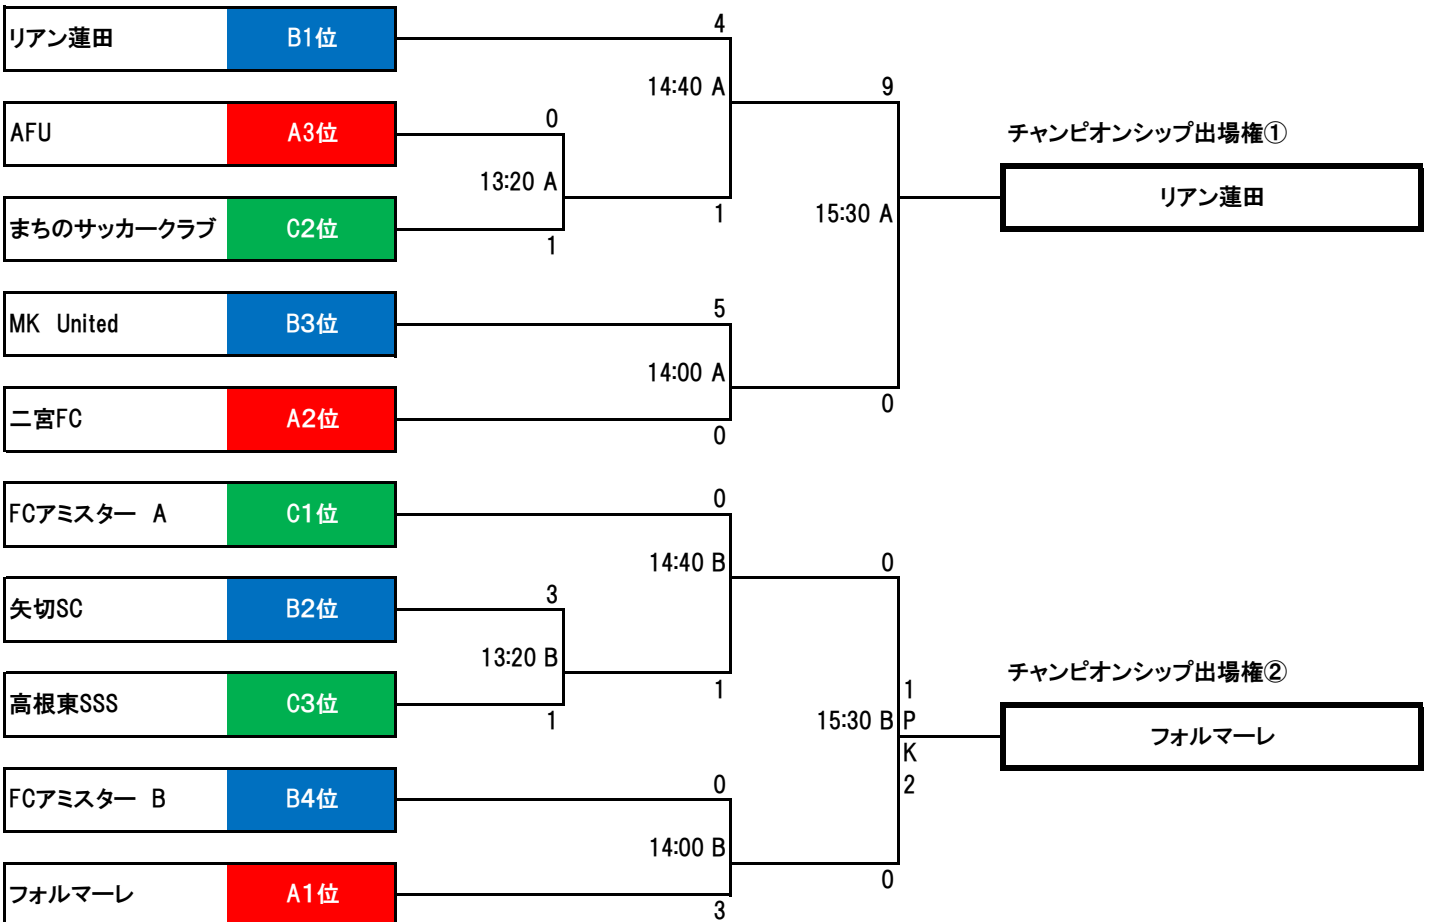 リアン蓮田 B1位
4
14:40 A
9
AFU A3位
0
チャンピオンシップ出場権①
13:20 A
リアン蓮田
まちのサッカークラブ C2位
1
1
15:30 A
MK United B3位
5
14:00 A
0
二宮FC A2位
0
FCアミスター A C1位
0
14:40 B
0
矢切SC B2位
3
13:20 B
チャンピオンシップ出場権②
高根東SSS C3位
1
1
15:30 B
1
P
K
2
フォルマーレ
FCアミスター B B4位
0
14:00 B
0
フォルマーレ A1位
3